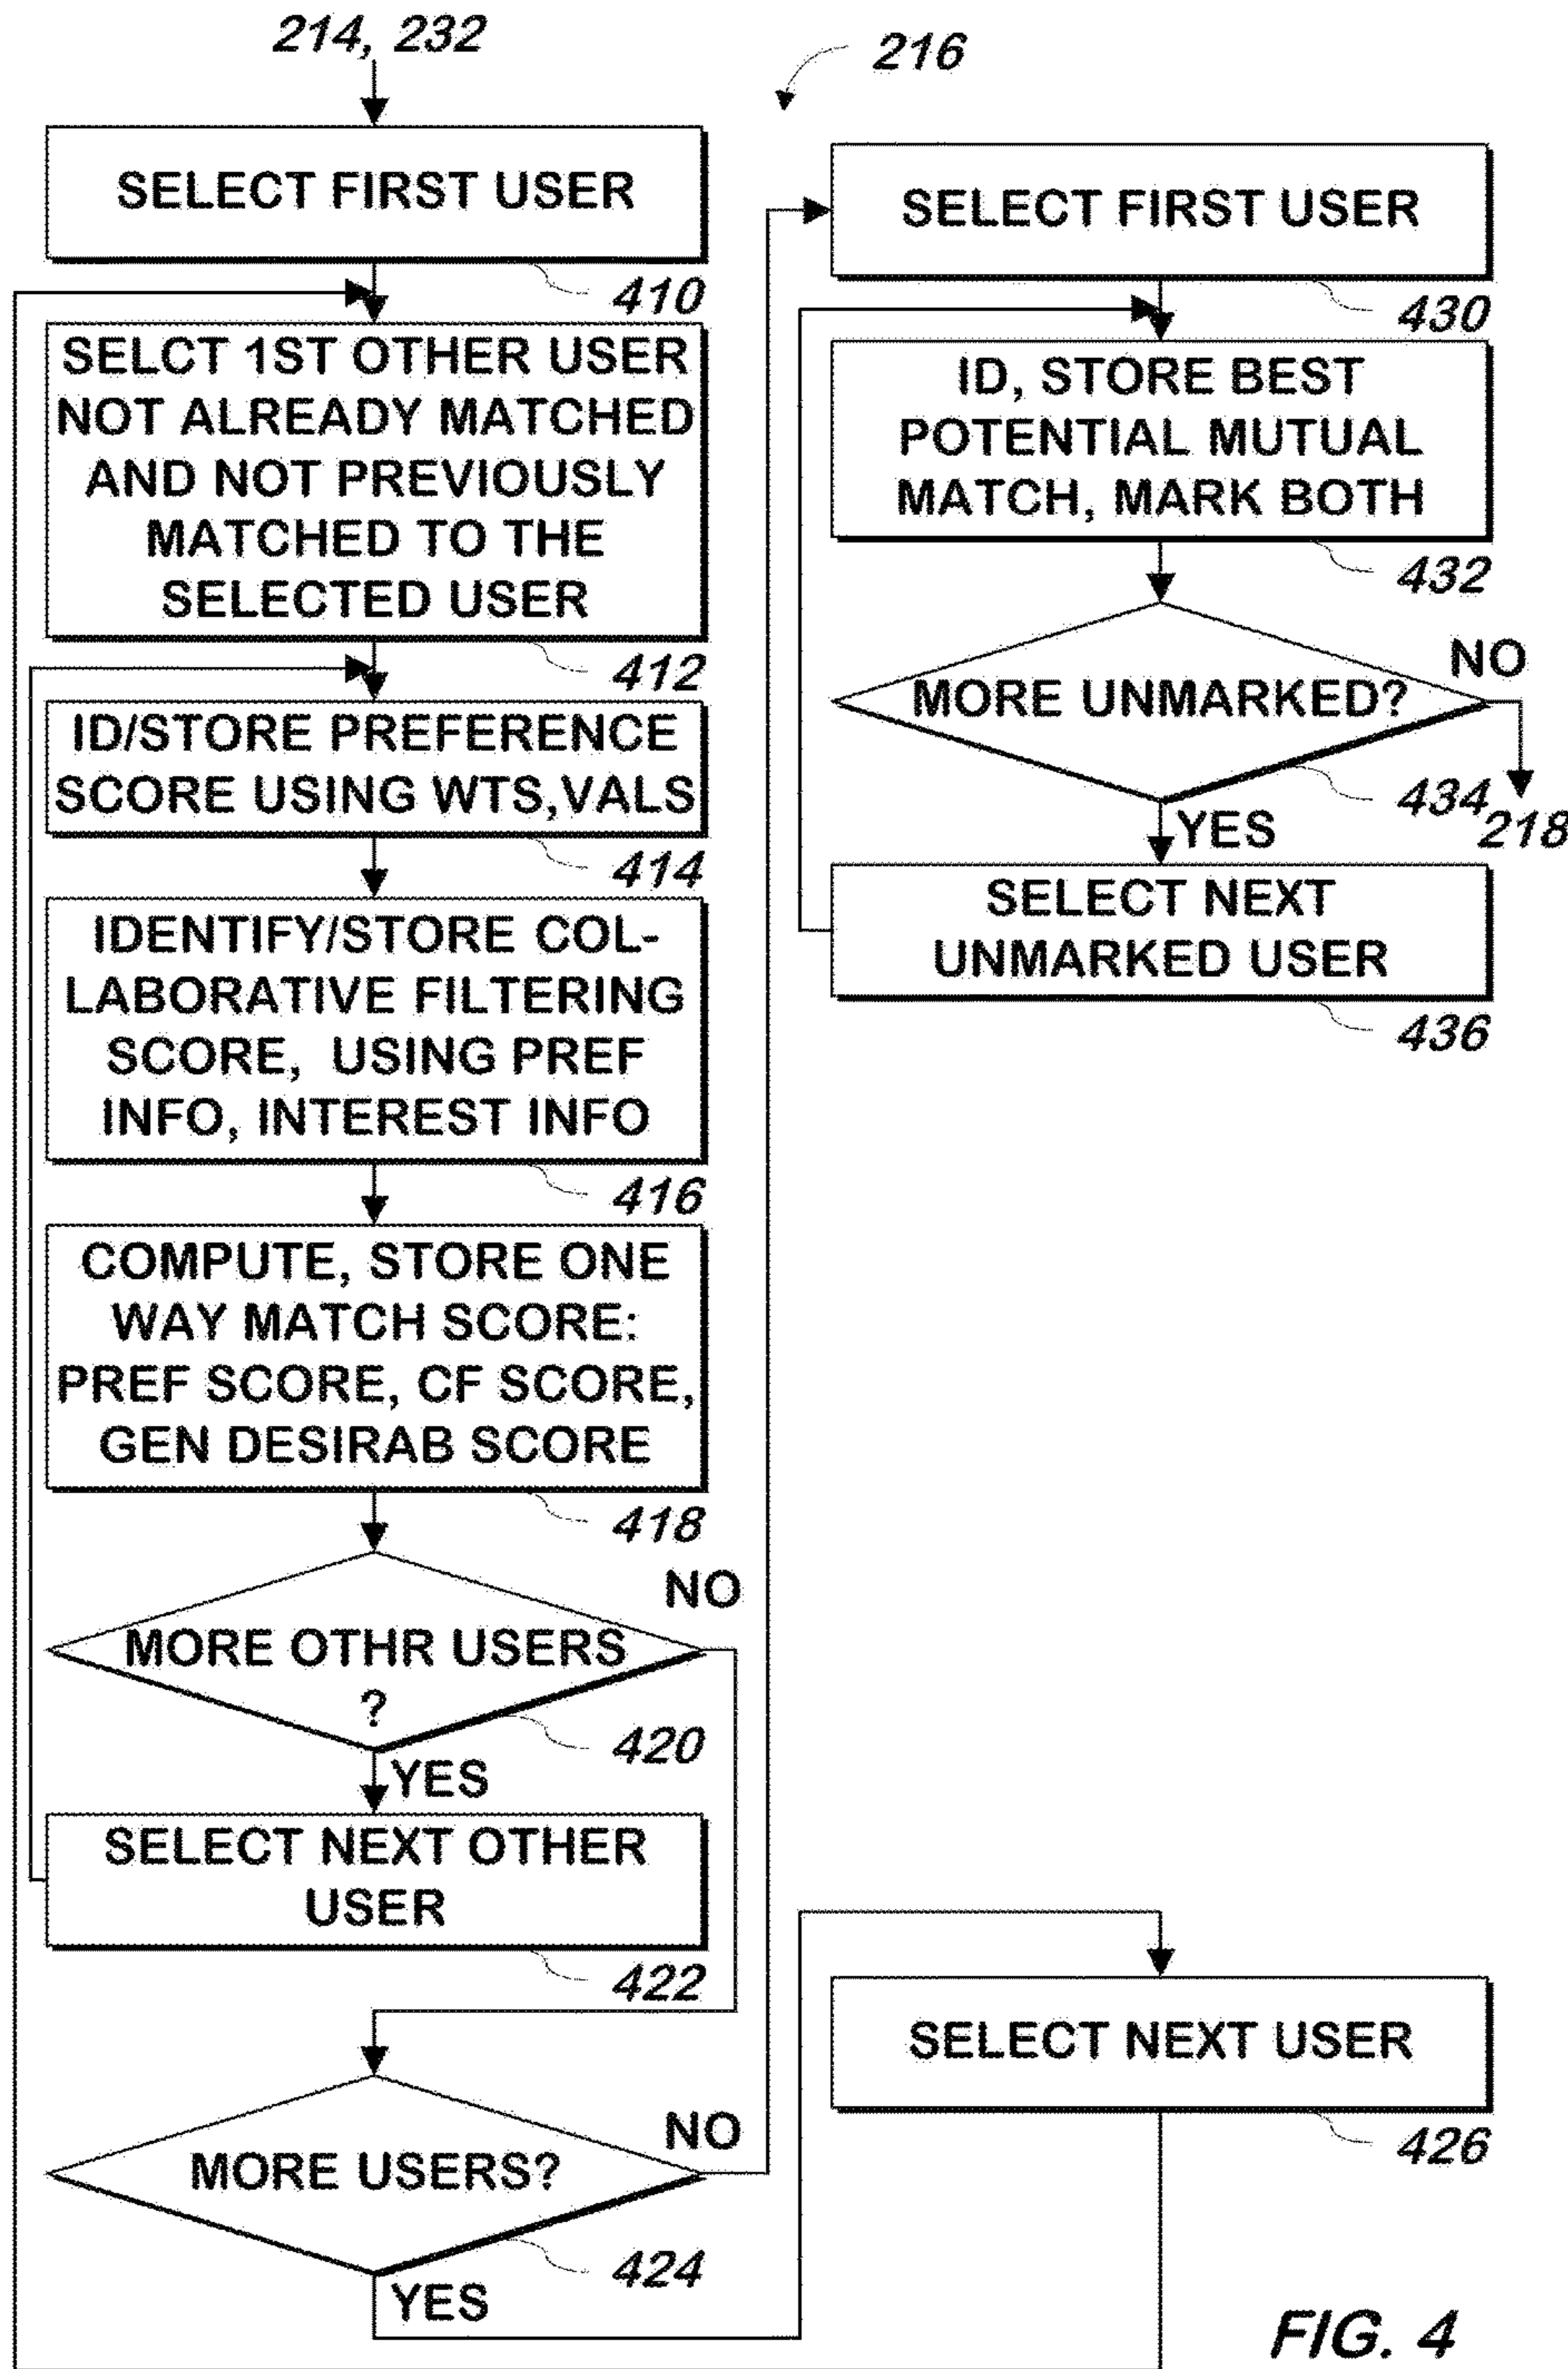 214, 232
216
SELECT FIRST USER
410
SELCT 1ST OTHER USER
NOT ALREADY MATCHED
AND NOT PREVIOUSLY
MATCHED TO THE
SELECTED USER
412
ID/STORE PREFERENCE
SCORE USING WTS,VALS
414
IDENTIFY/STORE COL-
LABORATIVE FILTERING
SCORE, USING PREF
INFO, INTEREST INFO
416
COMPUTE, STORE ONE
WAY MATCH SCORE:
PREF SCORE, CF SCORE,
GEN DESIRAB SCORE
418
NO
MORE OTHR USERS
?
420
YES
SELECT NEXT OTHER
USER
422
NO
MORE USERS?
424
YES
SELECT NEXT USER
426
SELECT FIRST USER
430
ID, STORE BEST
POTENTIAL MUTUAL
MATCH, MARK BOTH
432
NO
MORE UNMARKED?
434
218
YES
SELECT NEXT
UNMARKED USER
436
FIG. 4